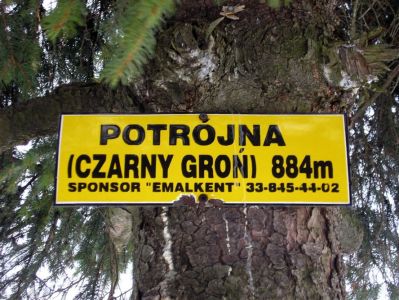 POTRÓJNA
(CZARNY GROŃ) 884m
SPONSOR "EMALKENT" 33-845-44-02